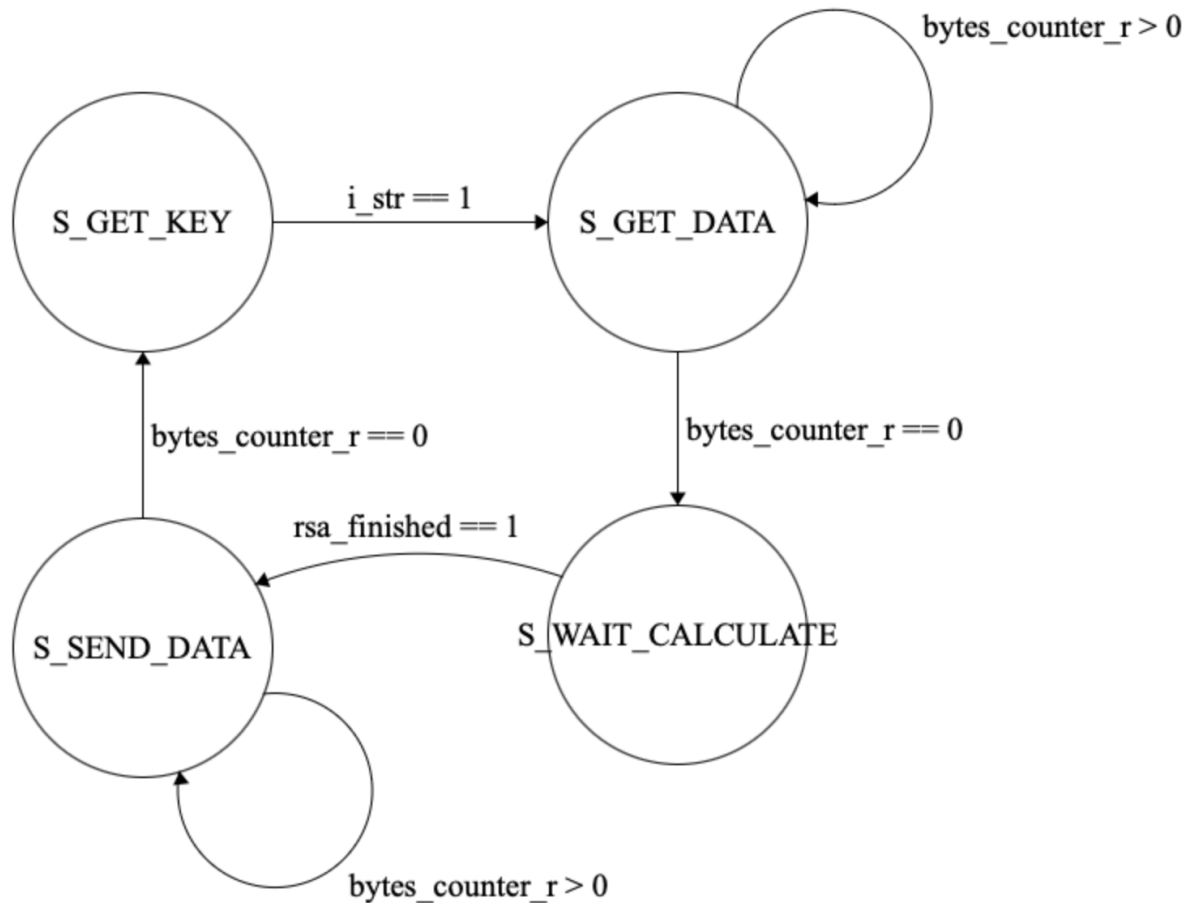 bytes_counter_r > 0
i_str == 1
S_GET_KEY
S_GET_DATA
bytes_counter_r == 0
bytes_counter_r == 0
rsa_finished == 1
S_SEND_DATA
S_WAIT_CALCULATE
bytes_counter_r > 0